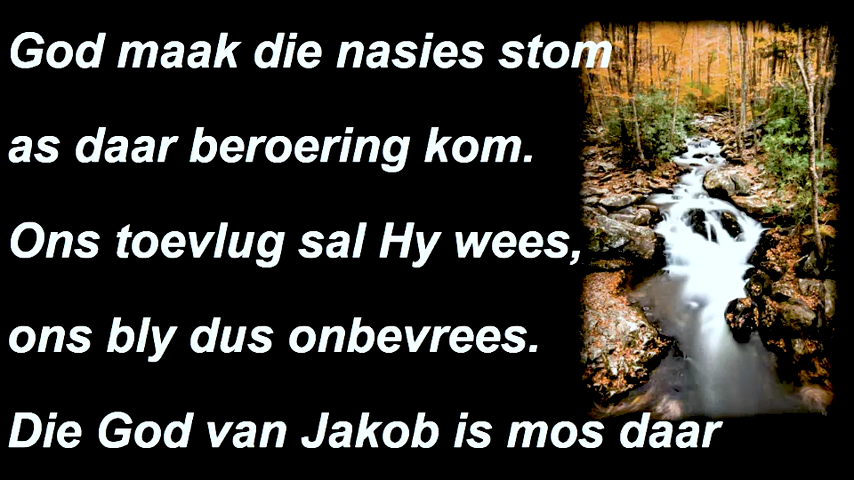 God maak die nasies stom
as daar beroering kom.
Ons toevlug sal Hy wees,
ons bly dus onbevrees.
Die God van Jakob is mos daar